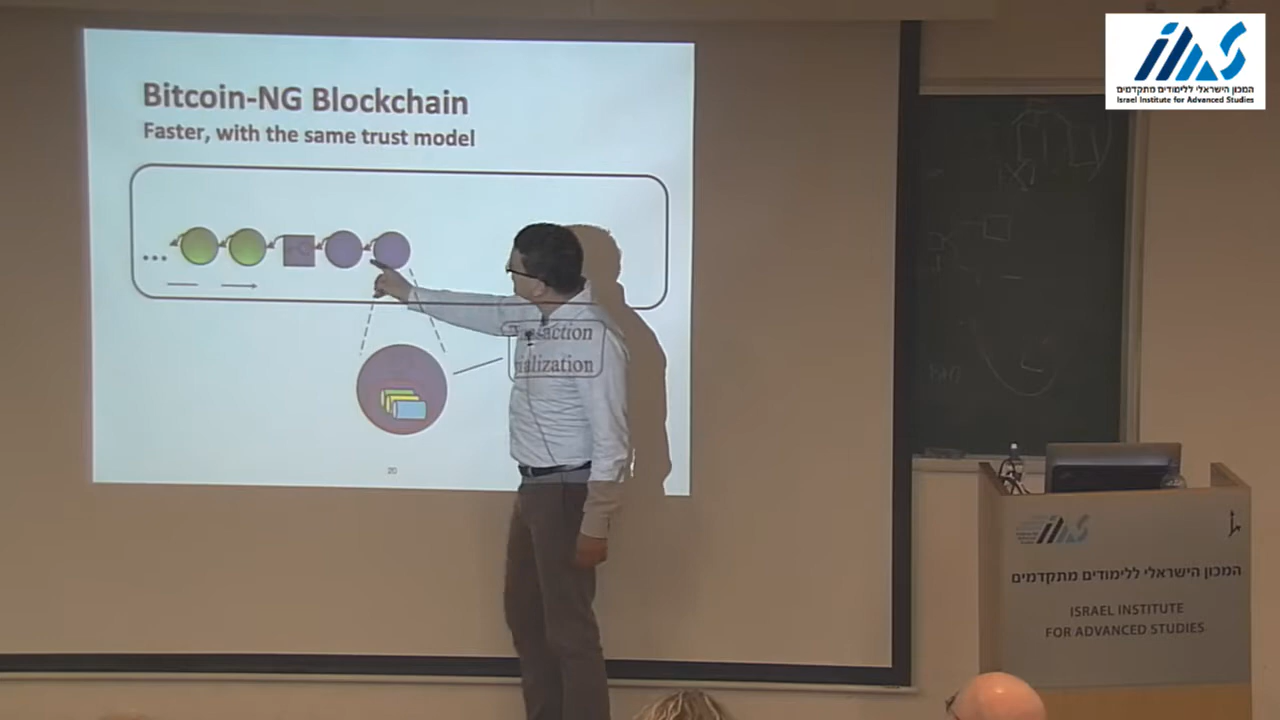 Bitcoin-NG Blockchain
Faster, with the same trust model
...
20
המכון הישראלי ללימודים מתקדמים
Israel Institute for Advanced Studies
המכון הישראלי ללימודים מתקדמים
ISRAEL INSTITUTE
FOR ADVANCED STUDIES